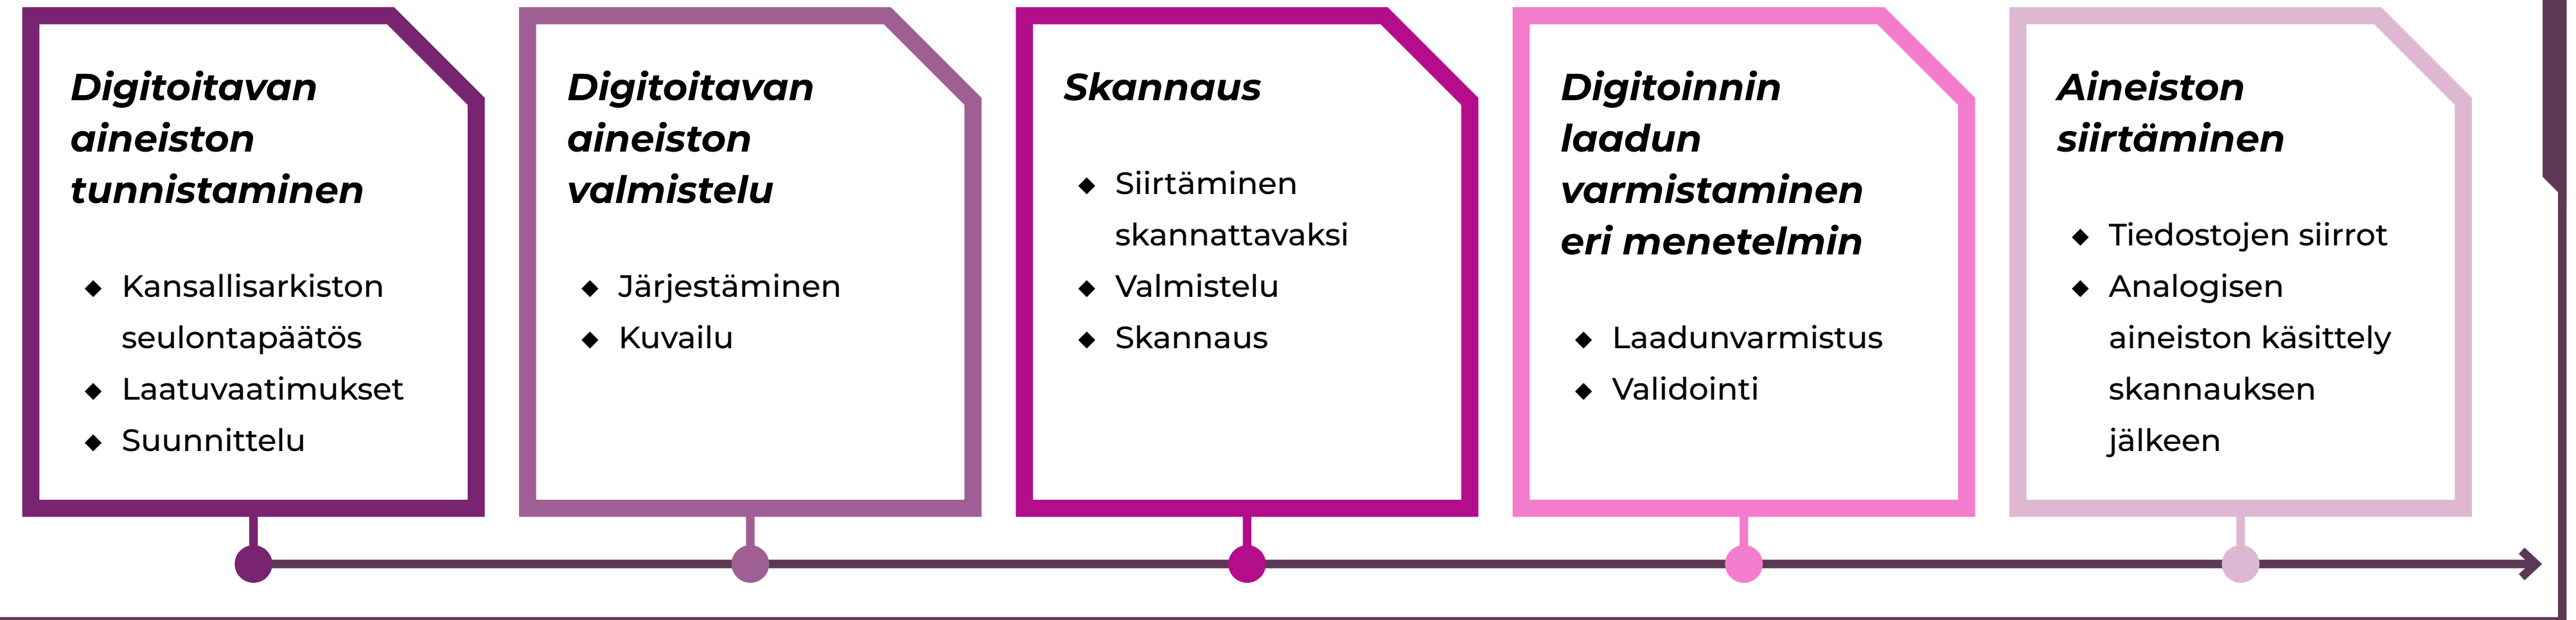 Digitoitavan
aineiston
tunnistaminen
◆ Kansallisarkiston
seulontapäätös
◆ Laatuvaatimukset
◆ Suunnittelu
Digitoitavan
aineiston
valmistelu
◆ Järjestäminen
◆ Kuvailu
Skannaus
◆ Siirtäminen
skannattavaksi
◆ Valmistelu
◆ Skannaus
Digitoinnin
laadun
varmistaminen
eri menetelmin
◆ Laadunvarmistus
◆ Validointi
Aineiston
siirtäminen
◆ Tiedostojen siirrot
◆ Analogisen
aineiston käsittely
skannauksen
jälkeen